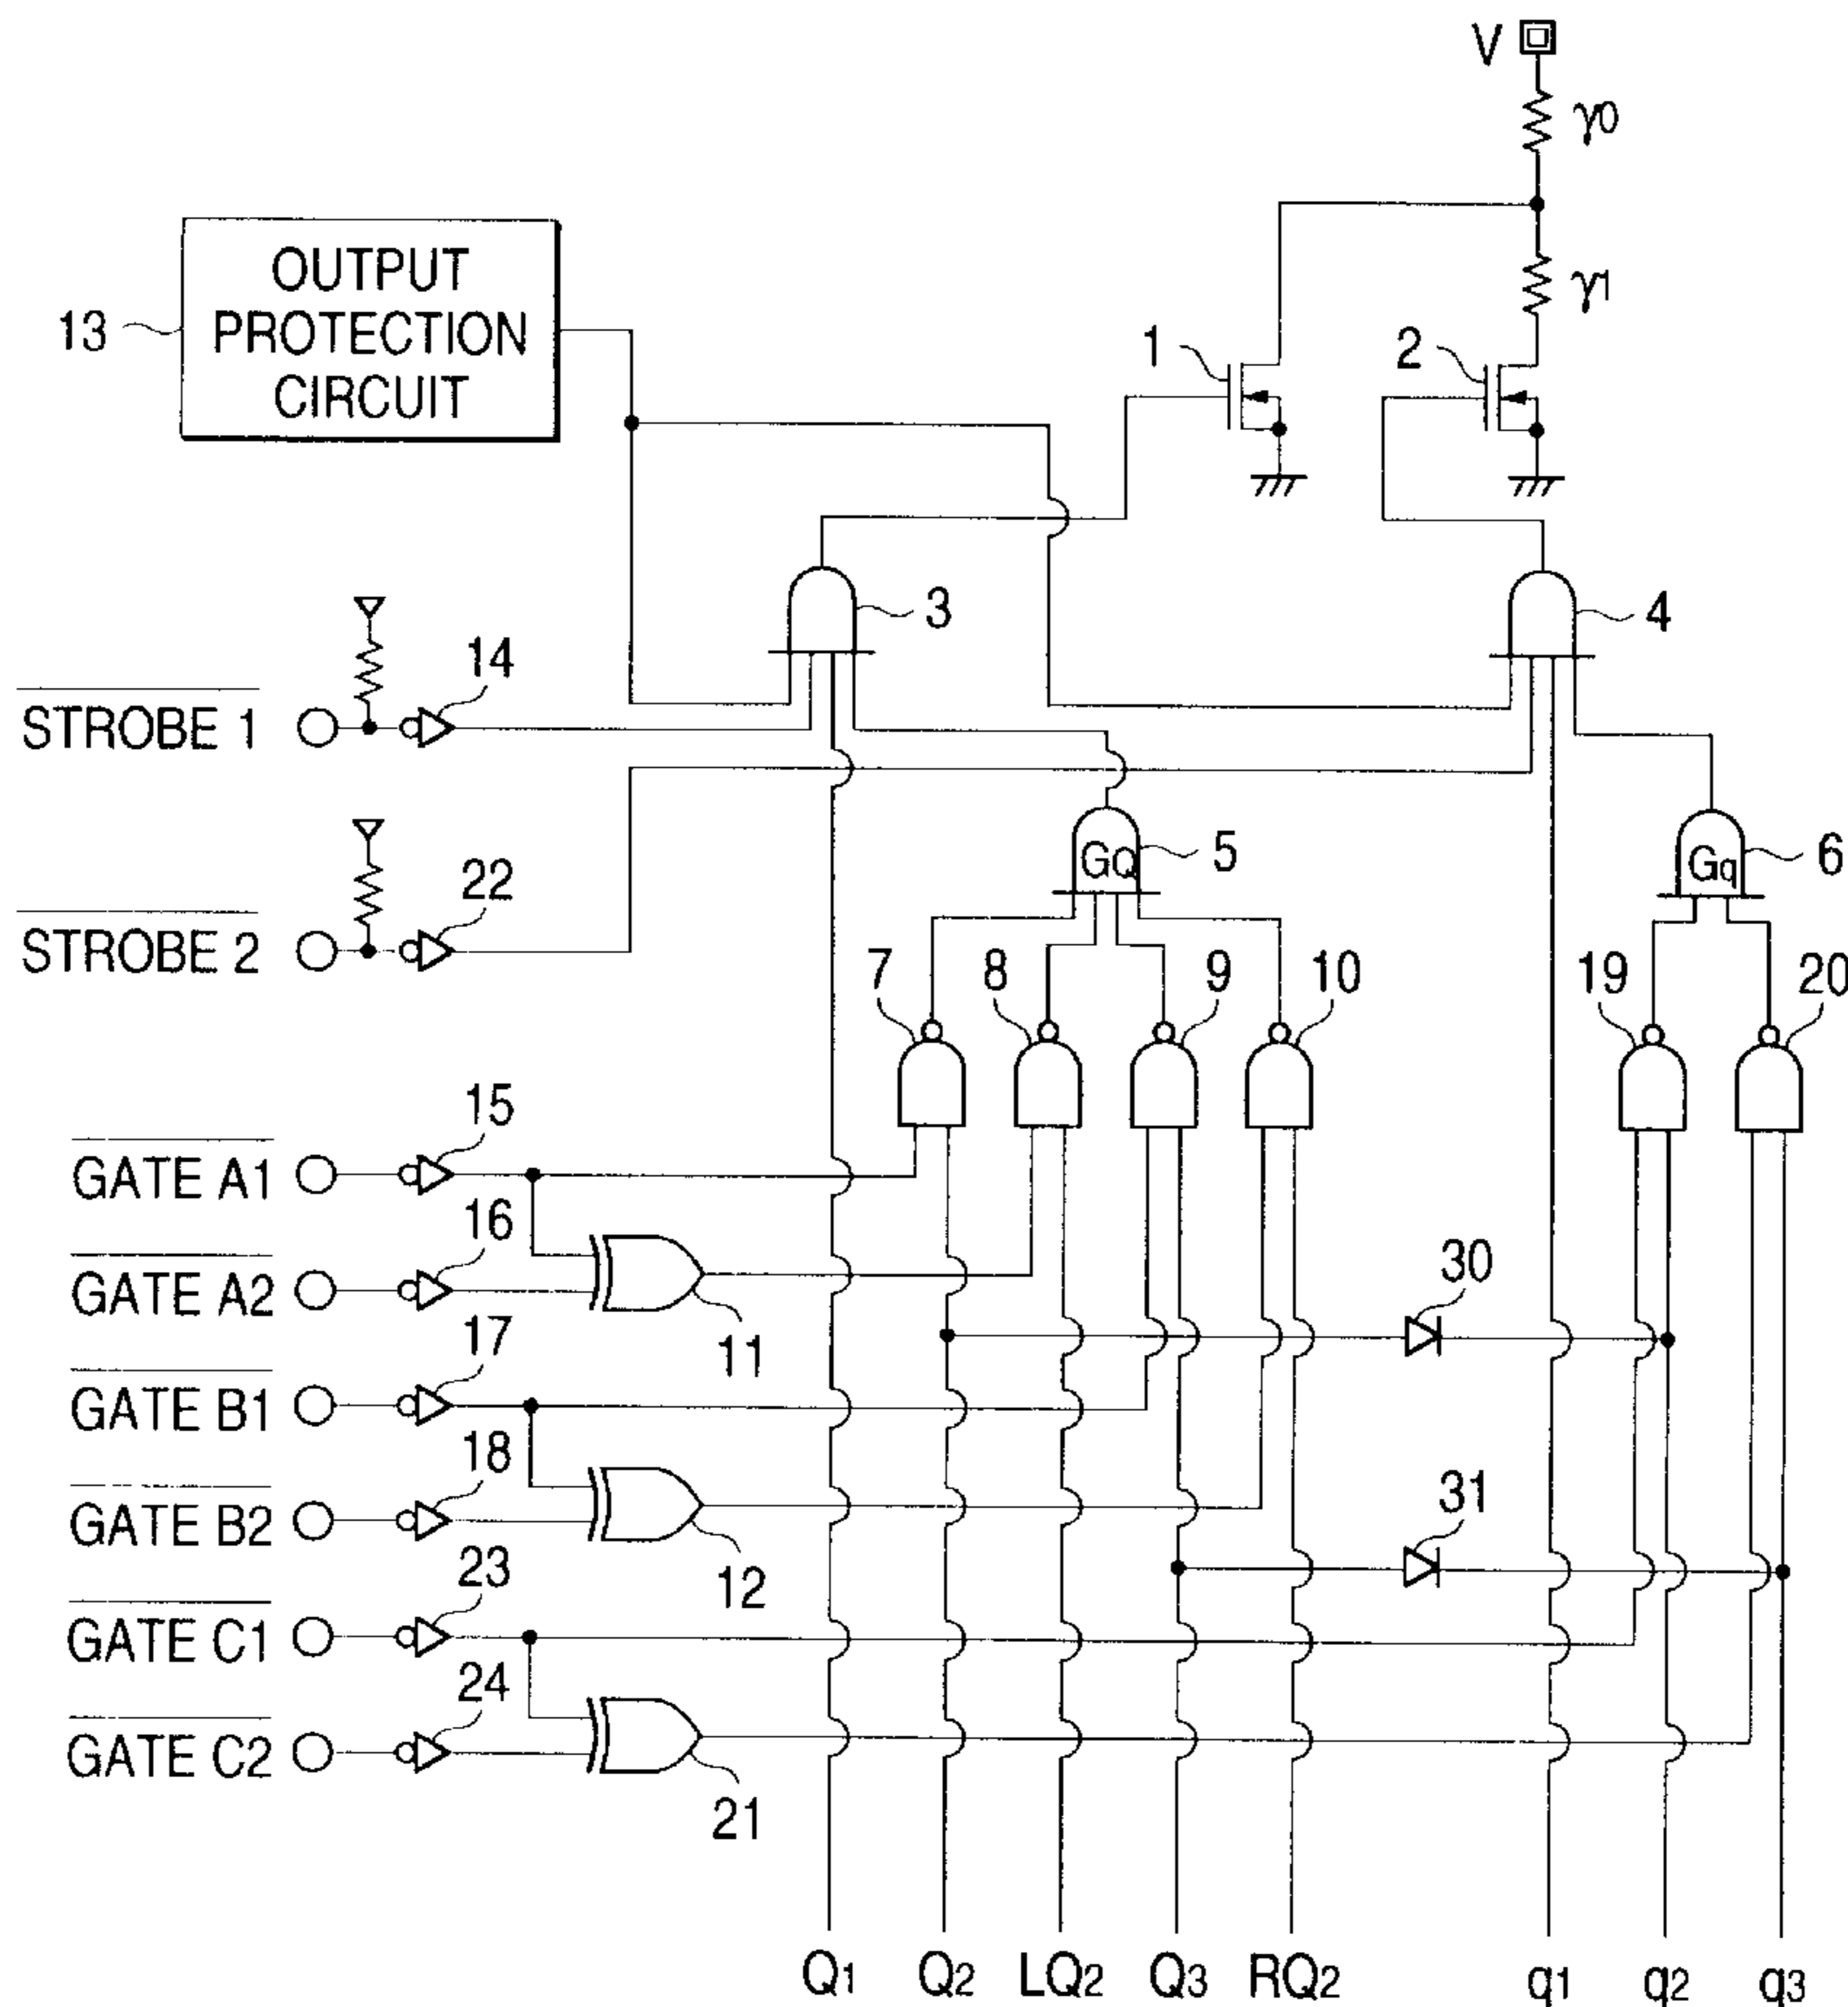 V
γ0
OUTPUT
PROTECTION
CIRCUIT
13
γ1
1
2
3
4
14
STROBE 1
5
6
GQ
Gq
22
STROBE 2
7
8
9
10
19
20
15
GATE A1
16
GATE A2
30
11
17
GATE B1
18
GATE B2
31
12
23
GATE C1
24
GATE C2
21
Q1
Q2
LQ2
Q3
RQ2
q1
q2
q3